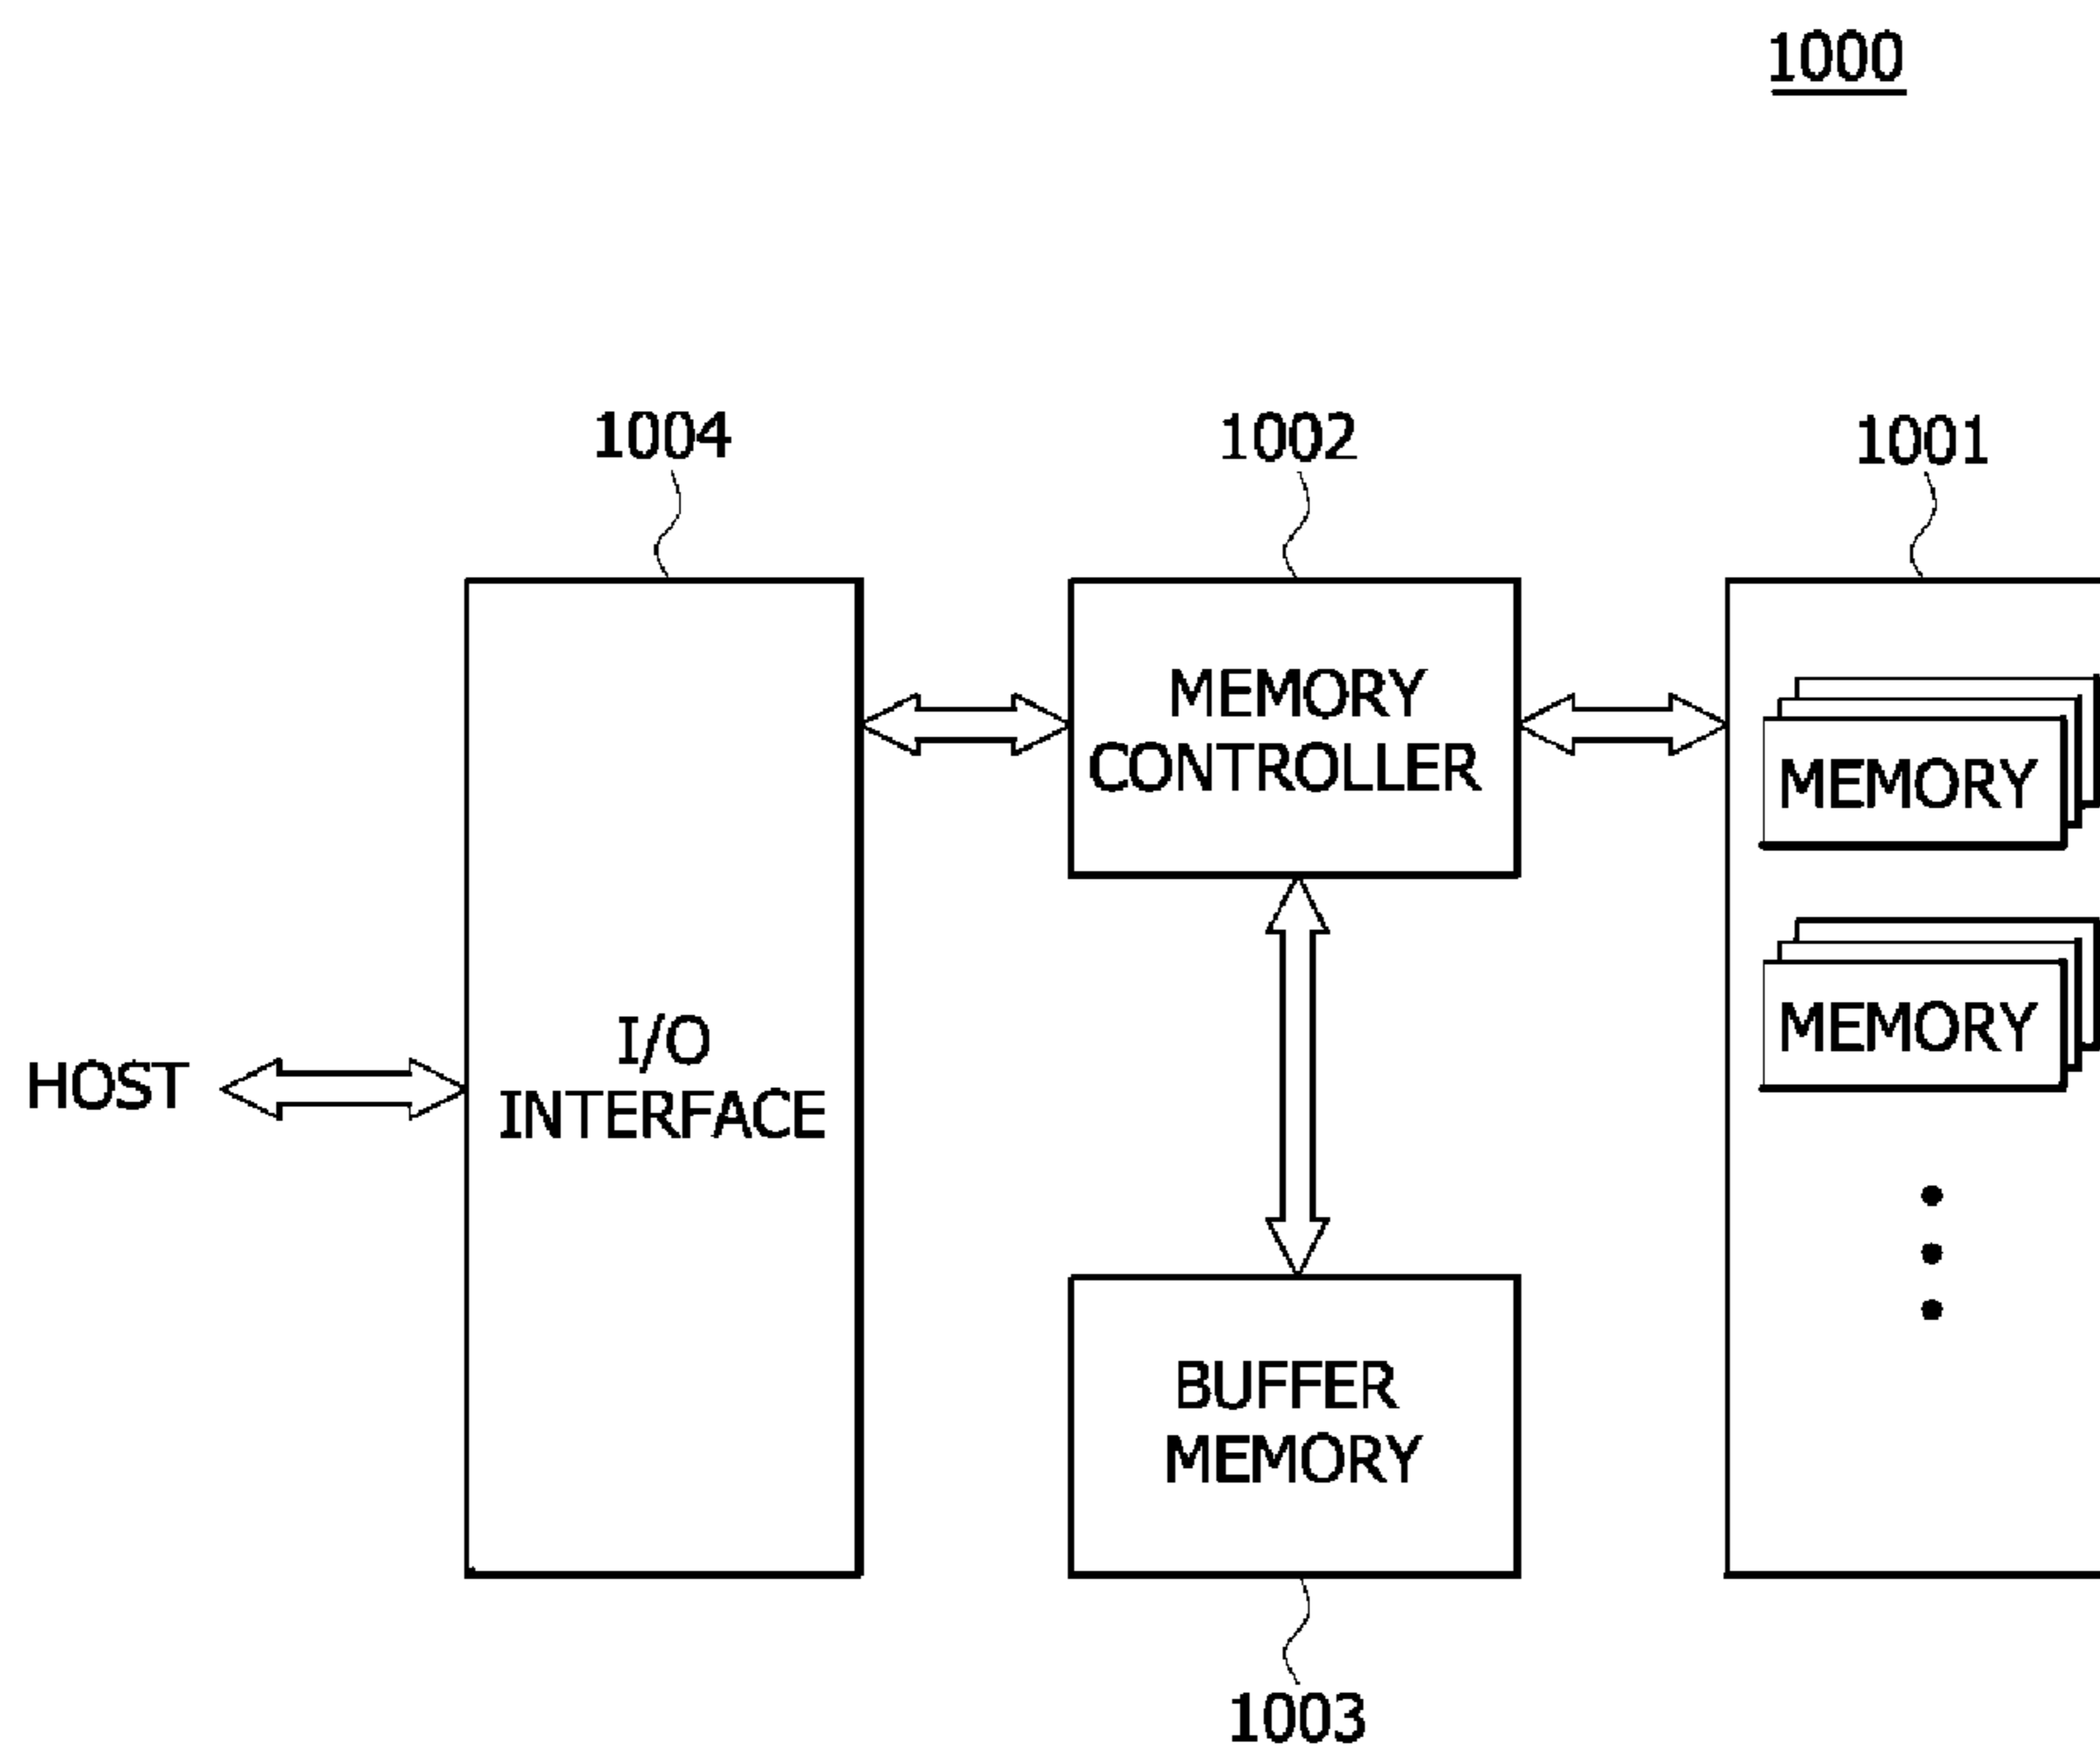 1000
1004
1002
1001
MEMORY
CONTROLLER
MEMORY
MEMORY
I/O
INTERFACE
HOST
BUFFER
MEMORY
1003